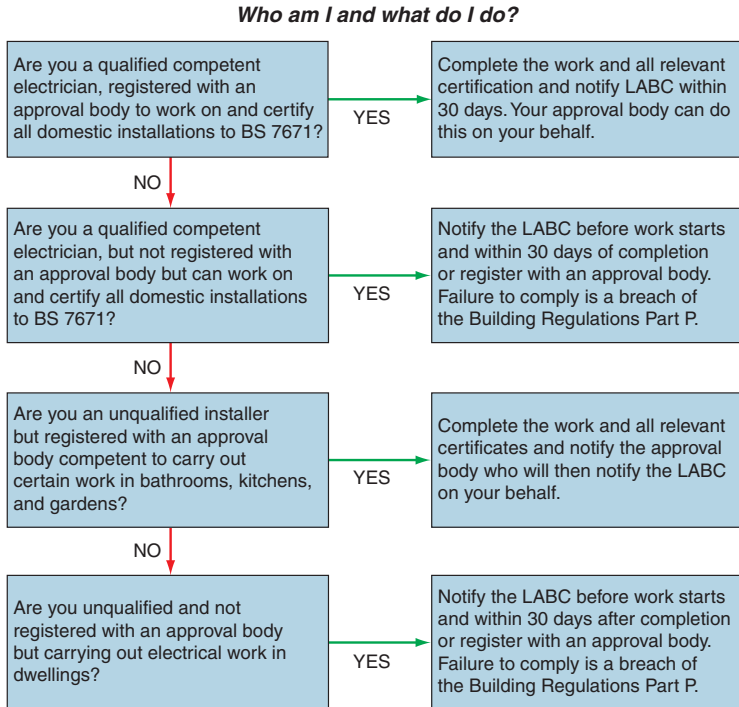 Who am I and what do I do?
Are you a qualified competent
electrician, registered with an
approval body to work on and certify
all domestic installations to BS 7671?
YES
Complete the work and all relevant
certification and notify LABC within
30 days. Your approval body can do
this on your behalf.
NO
Are you a qualified competent
electrician, but not registered with
an approval body but can work on
and certify all domestic installations
to BS 7671?
YES
Notify the LABC before work starts
and within 30 days of completion
or register with an approval body.
Failure to comply is a breach of
the Building Regulations Part P.
NO
Are you an unqualified installer
but registered with an approval
body competent to carry out
certain work in bathrooms, kitchens,
and gardens?
YES
Complete the work and all relevant
certificates and notify the approval
body who will then notify the LABC
on your behalf.
NO
Are you unqualified and not
registered with an approval body
but carrying out electrical work in
dwellings?
YES
Notify the LABC before work starts
and within 30 days after completion
or register with an approval body.
Failure to comply is a breach of
the Building Regulations Part P.